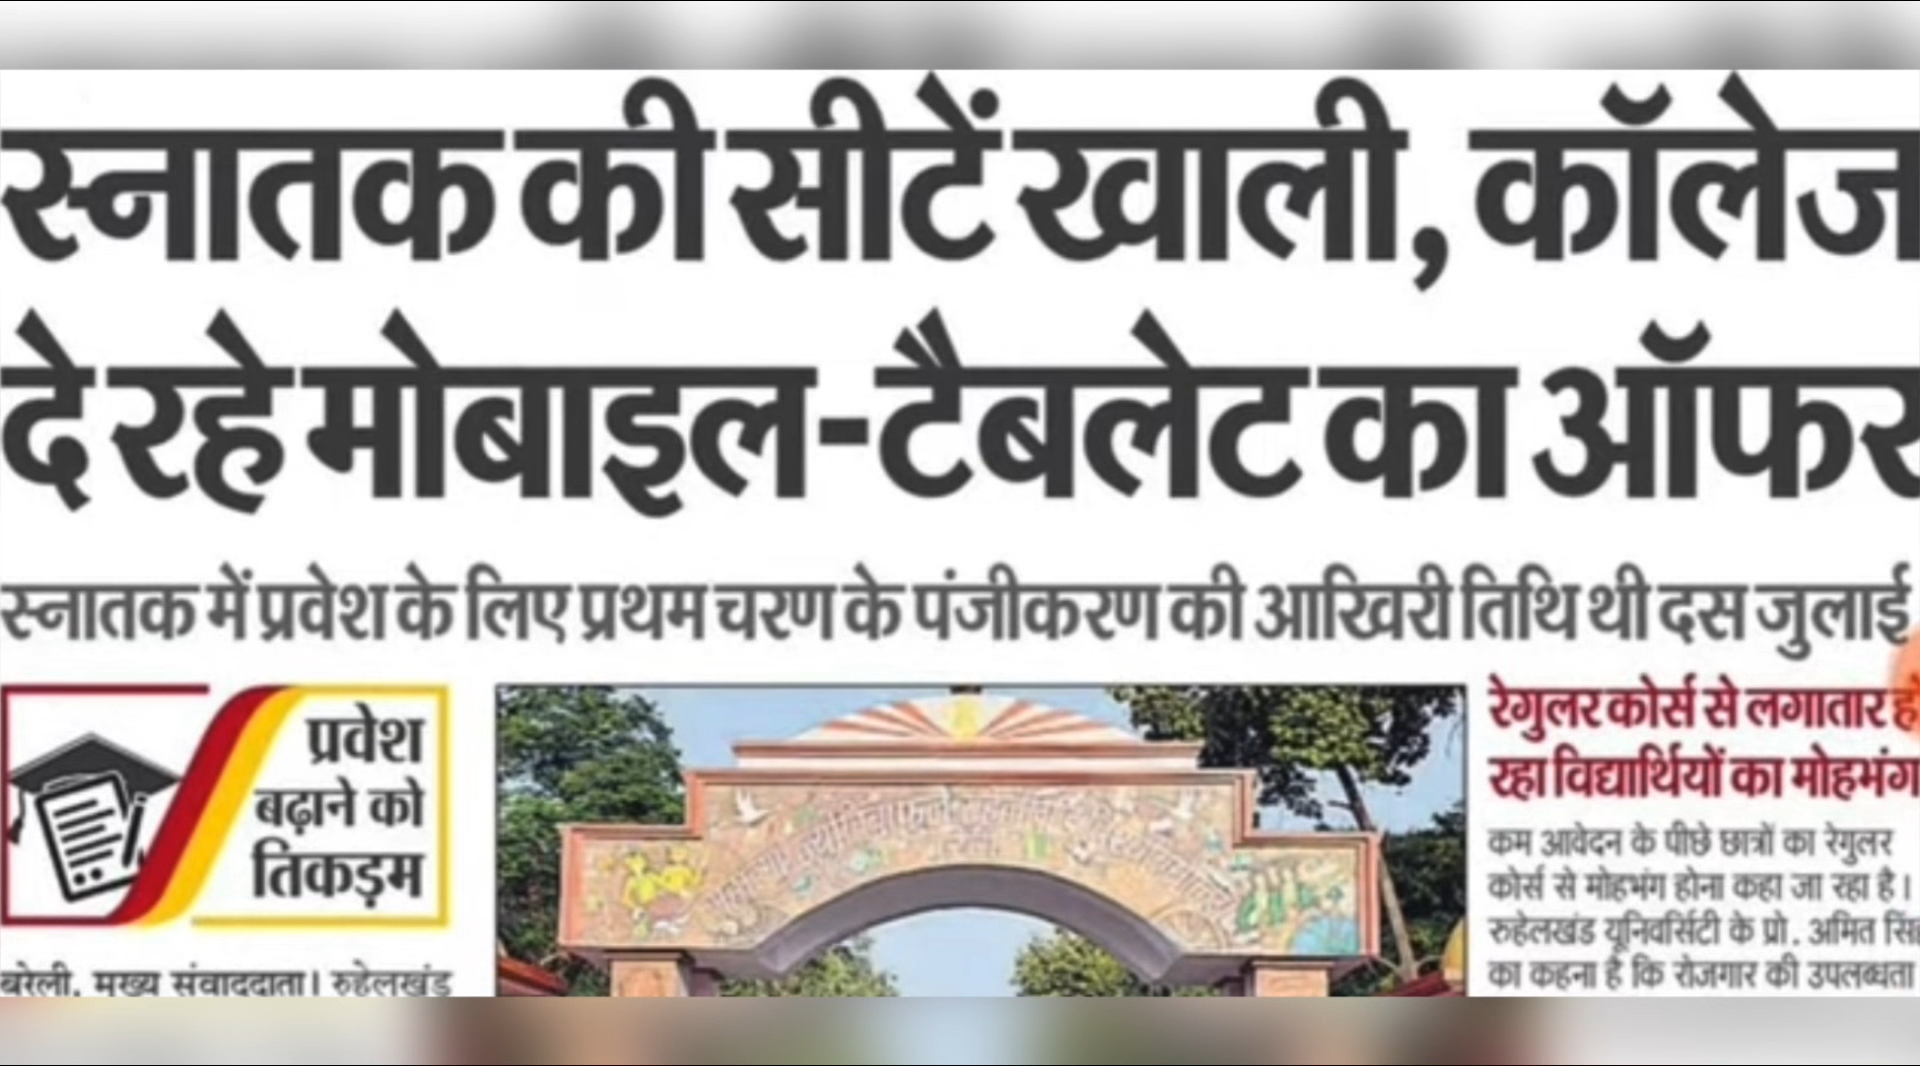 स्नातक की सीटें खाली, कॉलेज
दे रहे मोबाइल-टैबलेट का ऑफर
स्नातक में प्रवेश के लिए प्रथम चरण के पंजीकरण की आखिरी तिथि थी दस जुलाई
प्रवेश
बढ़ाने को
तिकड़म
बरेली, मुख्य संवाददाता। रुहेलखंड
रेगुलर कोर्स से लगातार हो
रहा विद्यार्थियों का मोहभंग
कम आवेदन के पीछे छात्रों का रेगुलर
कोर्स से मोहभंग होना कहा जा रहा है।
रुहेलखंड यूनिवर्सिटी के प्रो. अमित सिंह
का कहना है कि रोजगार की उपलब्धता